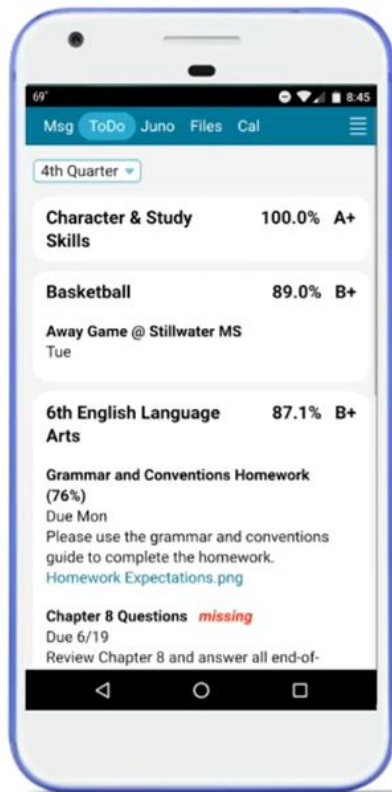 69°
8:45
Msg ToDo Juno Files Cal
4th Quarter
Character & Study 100.0% A+
Skills
Basketball 89.0% B+
Away Game @ Stillwater MS
Tue
6th English Language 87.1% B+
Arts
Grammar and Conventions Homework
(76%)
Due Mon
Please use the grammar and conventions
guide to complete the homework.
Homework Expectations.png
Chapter 8 Questions missing
Due 6/19
Review Chapter 8 and answer all end-of-